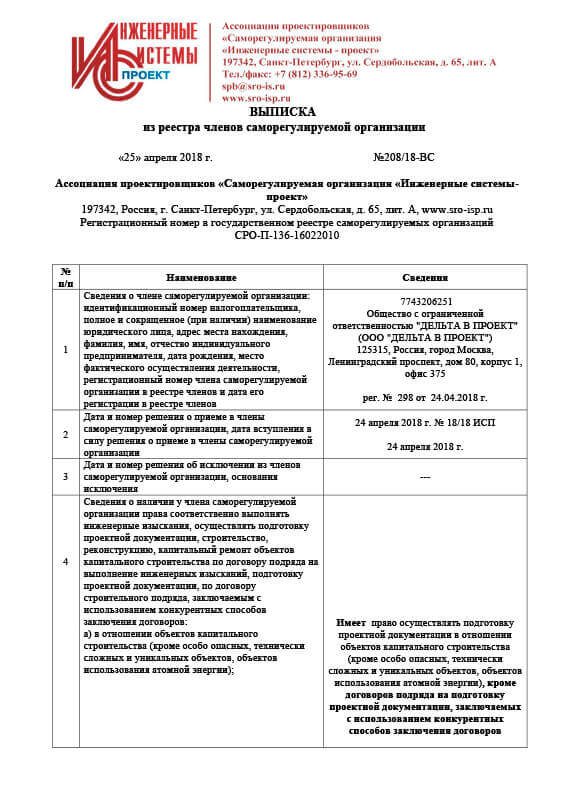 ИНЖЕНЕРНЫЕ
СИСТЕМЫ
ПРОЕКТ
Ассоциация проектировщиков
«Саморегулируемая организация
«Инженерные системы - проект»
197342, Санкт-Петербург, ул. Сердобольская, д. 65, лит. А
Тел./факс: +7 (812) 336-95-69
spb@sro-is.ru
www.sro-isp.ru
ВЫПИСКА
из реестра членов саморегулируемой организации
«25» апреля 2018 г. №208/18-ВС
Ассоциация проектировщиков «Саморегулируемая организация «Инженерные системы-
проект»
197342, Россия, г. Санкт-Петербург, ул. Сердобольская, д. 65, лит. А, www.sro-isp.ru
Регистрационный номер в государственном реестре саморегулируемых организаций
СРО-П-136-16022010
№
п/п
Наименование
Сведения
1
Сведения о члене саморегулируемой организации:
идентификационный номер налогоплательщика,
полное и сокращенное (при наличии) наименование
юридического лица, адрес места нахождения,
фамилия, имя, отчество индивидуального
предпринимателя, дата рождения, место
фактического осуществления деятельности,
регистрационный номер члена саморегулируемой
организации в реестре членов и дата его
регистрации в реестре членов
7743206251
Общество с ограниченной
ответственностью "ДЕЛЬТА В ПРОЕКТ"
(ООО "ДЕЛЬТА В ПРОЕКТ")
125315, Россия, город Москва,
Ленинградский проспект, дом 80, корпус 1,
офис 375
рег. № 298 от 24.04.2018 г.
2
Дата и номер решения о приеме в члены
саморегулируемой организации, дата вступления в
силу решения о приеме в члены саморегулируемой
организации
24 апреля 2018 г. № 18/18 ИСП
24 апреля 2018 г.
3
Дата и номер решения об исключении из членов
саморегулируемой организации, основания
исключения
---
4
Сведения о наличии у члена саморегулируемой
организации права соответственно выполнять
инженерные изыскания, осуществлять подготовку
проектной документации, строительство,
реконструкцию, капитальный ремонт объектов
капитального строительства по договору подряда на
выполнение инженерных изысканий, подготовку
проектной документации, по договору
строительного подряда, заключаемым с
использованием конкурентных способов
заключения договоров:
а) в отношении объектов капитального
строительства (кроме особо опасных, технически
сложных и уникальных объектов, объектов
использования атомной энергии);
Имеет право осуществлять подготовку
проектной документации в отношении
объектов капитального строительства
(кроме особо опасных, технически
сложных и уникальных объектов, объектов
использования атомной энергии), кроме
договоров подряда на подготовку
проектной документации, заключаемых
с использованием конкурентных
способов заключения договоров